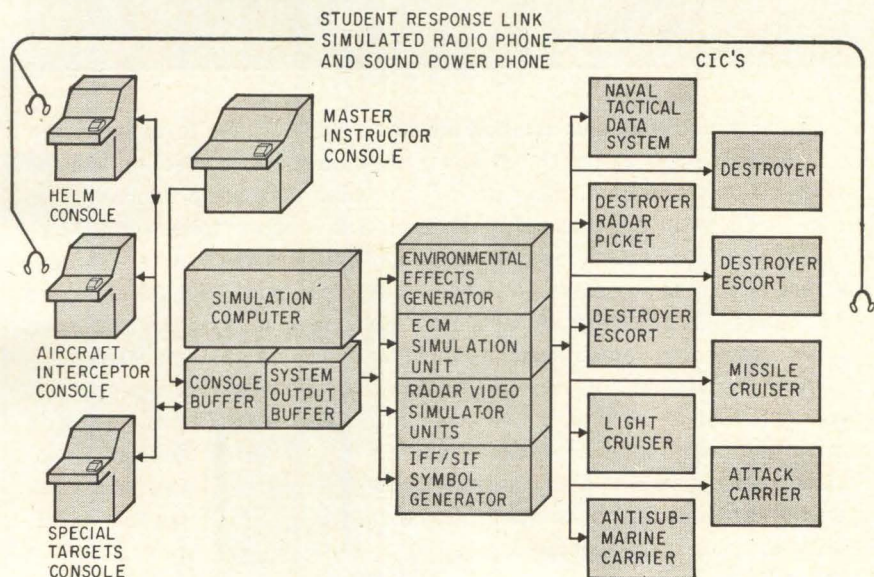 STUDENT RESPONSE LINK
SIMULATED RADIO PHONE
AND SOUND POWER PHONE
CIC'S
HELM
CONSOLE
MASTER
INSTRUCTOR
CONSOLE
AIRCRAFT
INTERCEPTOR
CONSOLE
SPECIAL
TARGETS
CONSOLE
SIMULATION
COMPUTER
CONSOLE
BUFFER
SYSTEM
OUTPUT
BUFFER
ENVIRONMENTAL
EFFECTS
GENERATOR
ECM
SIMULATION
UNIT
RADAR VIDEO
SIMULATOR
UNITS
IFF/SIF
SYMBOL
GENERATOR
NAVAL
TACTICAL
DATA
SYSTEM
DESTROYER
DESTROYER
RADAR
PICKET
DESTROYER
ESCORT
DESTROYER
ESCORT
MISSILE
CRUISER
LIGHT
CRUISER
ATTACK
CARRIER
ANTISUB-
MARINE
CARRIER